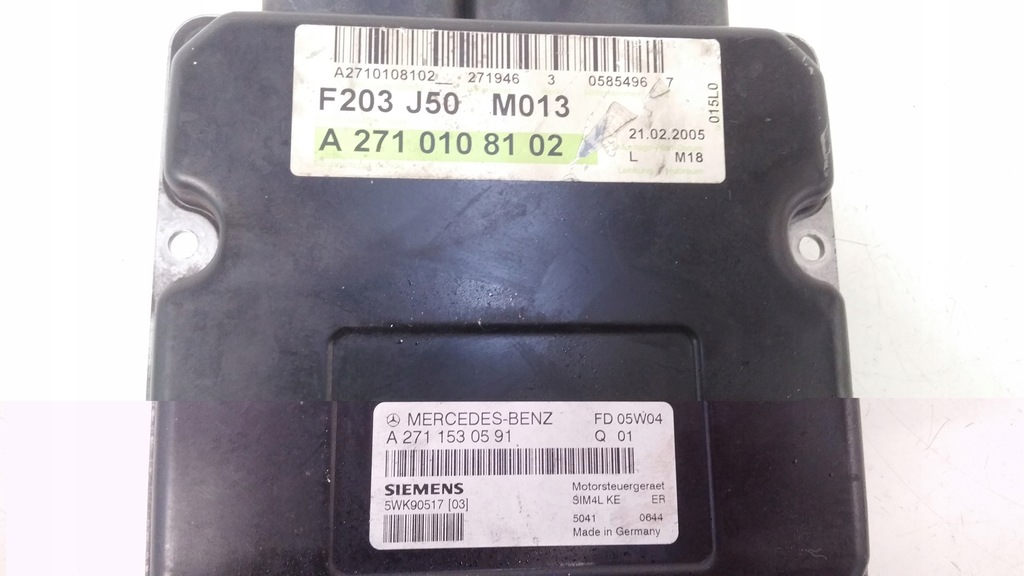 A2710108102__ 271946 3 0585496 7
F203 J50 M013
A 271 010 81 02
21.02.2005
L M18
015L0
MERCEDES-BENZ FD 05W04
A 271 153 05 91 Q 01
SIEMENS
5WK90517 [03]
Motorsteuergeraet
SIM4L KE ER
5041 0644
Made in Germany